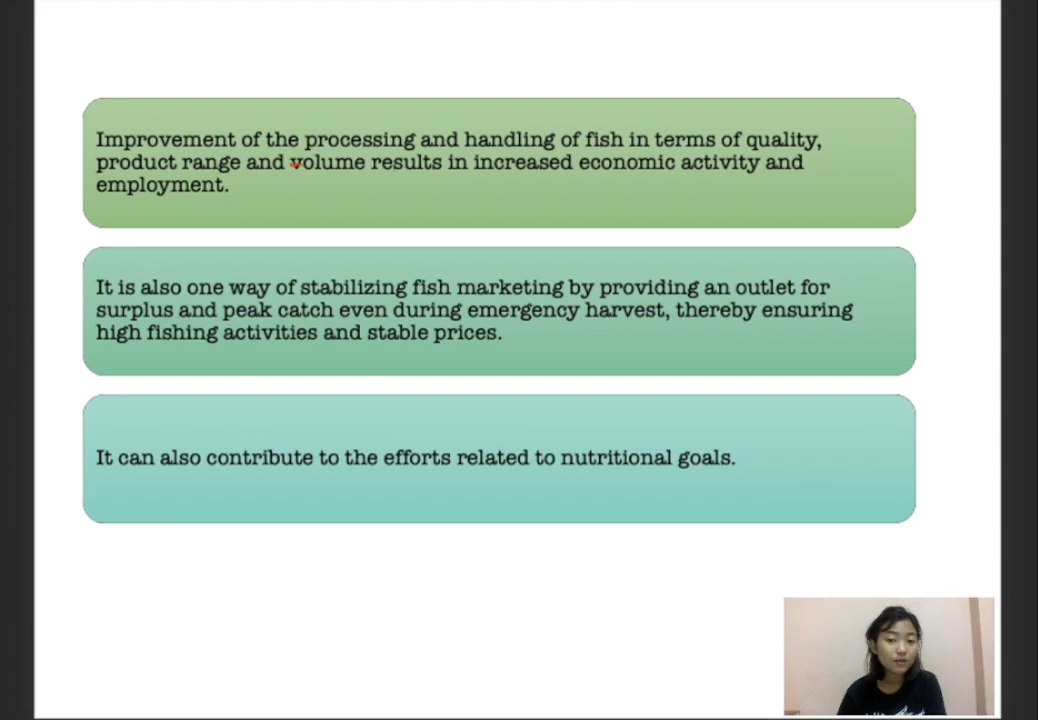 Improvement of the processing and handling of fish in terms of quality,
product range and volume results in increased economic activity and
employment.
It is also one way of stabilizing fish marketing by providing an outlet for
surplus and peak catch even during emergency harvest, thereby ensuring
high fishing activities and stable prices.
It can also contribute to the efforts related to nutritional goals.